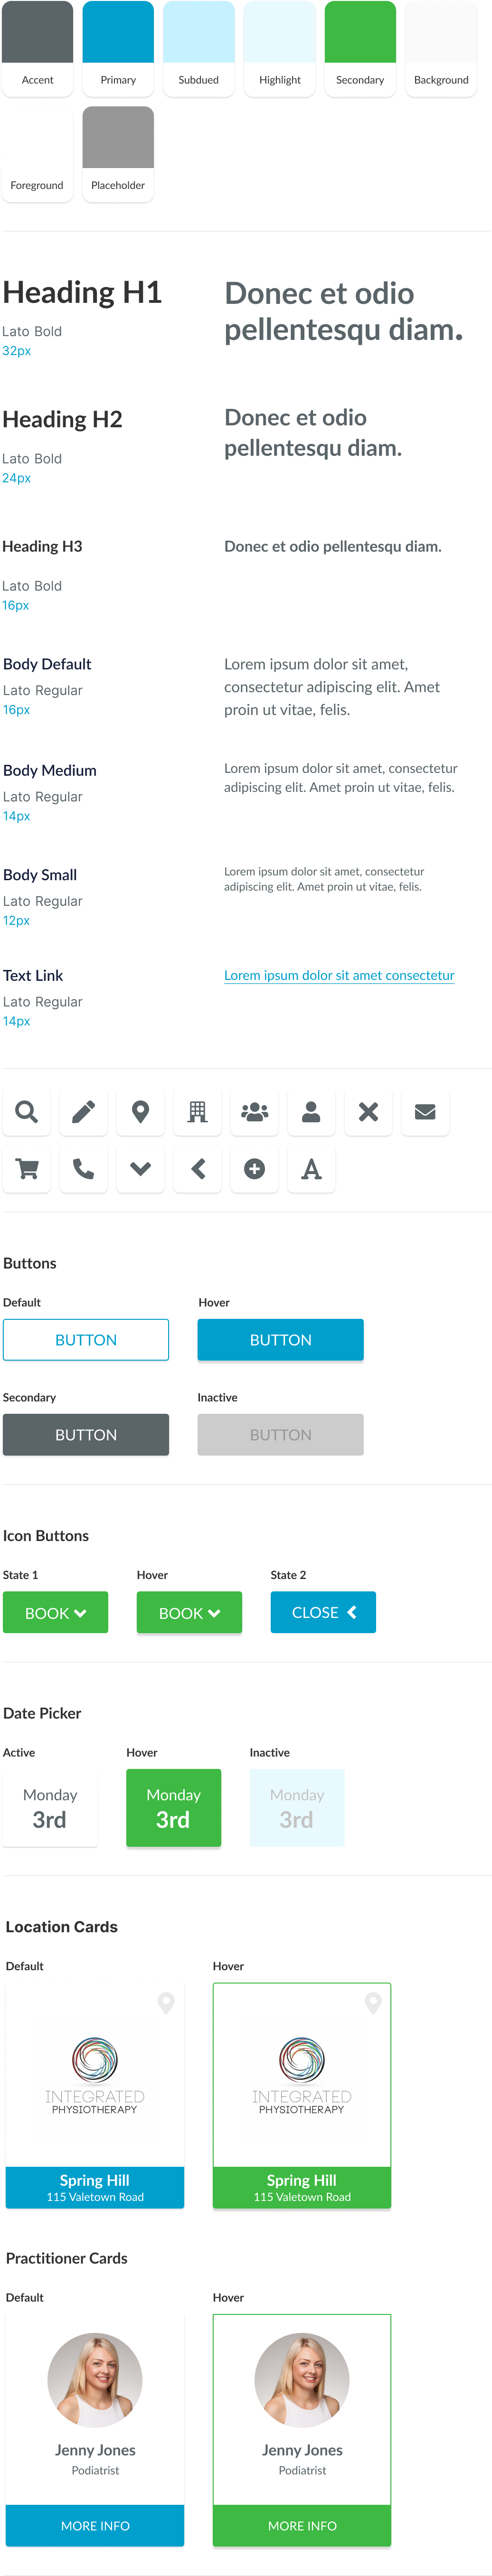 Accent
Primary
Subdued
Highlight
Secondary
Background
Foreground
Placeholder
Heading H1
Lato Bold
32px
Donec et odio
pellentesqu diam.
Heading H2
Lato Bold
24px
Donec et odio
pellentesqu diam.
Heading H3
Lato Bold
16px
Donec et odio pellentesqu diam.
Body Default
Lato Regular
16px
Lorem ipsum dolor sit amet,
consectetur adipiscing elit. Amet
proin ut vitae, felis.
Body Medium
Lato Regular
14px
Lorem ipsum dolor sit amet, consectetur
adipiscing elit. Amet proin ut vitae, felis.
Body Small
Lato Regular
12px
Lorem ipsum dolor sit amet, consectetur
adipiscing elit. Amet proin ut vitae, felis.
Text Link
Lato Regular
14px
Lorem ipsum dolor sit amet consectetur
Buttons
Default
Hover
BUTTON
BUTTON
Secondary
Inactive
BUTTON
BUTTON
Icon Buttons
State 1
Hover
State 2
BOOK
BOOK
CLOSE
Date Picker
Active
Hover
Inactive
Monday
3rd
Monday
3rd
Monday
3rd
Location Cards
Default
Hover
INTEGRATED
PHYSIOTHERAPY
Spring Hill
115 Valetown Road
INTEGRATED
PHYSIOTHERAPY
Spring Hill
115 Valetown Road
Practitioner Cards
Default
Hover
Jenny Jones
Podiatrist
MORE INFO
Jenny Jones
Podiatrist
MORE INFO